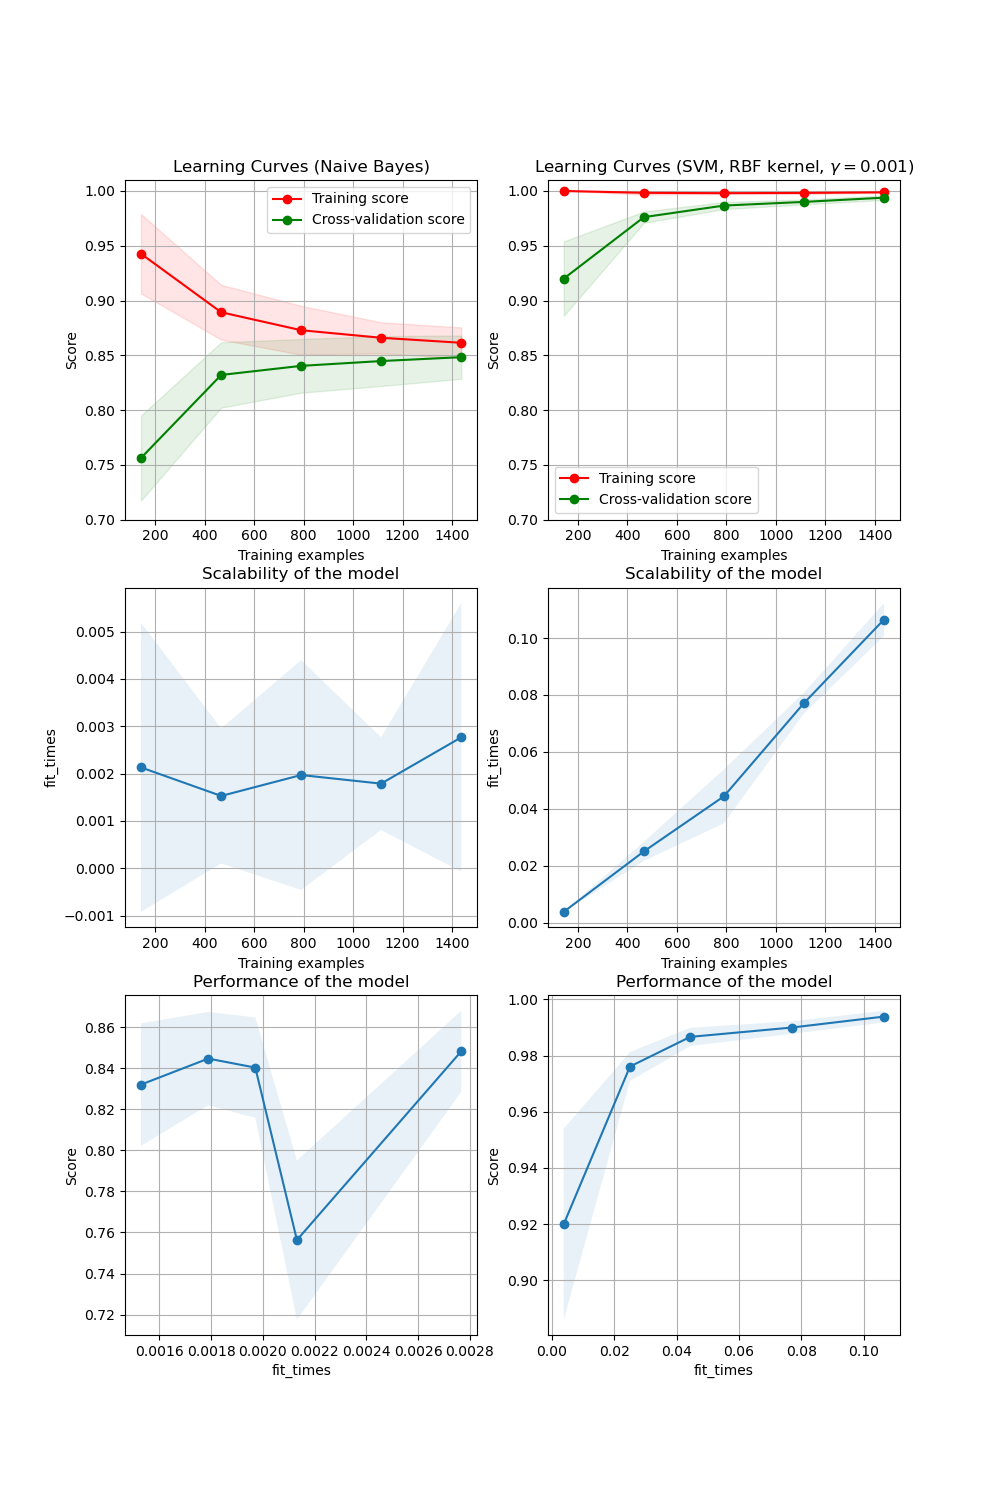 Learning Curves (Naive Bayes)
1.00
0.95
0.90
0.85
0.80
0.75
0.70
Score
Training score
Cross-validation score
200 400 600 800 1000 1200 1400
Training examples
Learning Curves (SVM, RBF kernel, γ = 0.001)
1.00
0.95
0.90
0.85
0.80
0.75
0.70
Score
Training score
Cross-validation score
200 400 600 800 1000 1200 1400
Training examples
Scalability of the model
0.005
0.004
0.003
0.002
0.001
0.000
−0.001
fit_times
200 400 600 800 1000 1200 1400
Training examples
Scalability of the model
0.10
0.08
0.06
0.04
0.02
0.00
fit_times
200 400 600 800 1000 1200 1400
Training examples
Performance of the model
0.86
0.84
0.82
0.80
0.78
0.76
0.74
0.72
Score
0.0016 0.0018 0.0020 0.0022 0.0024 0.0026 0.0028
fit_times
Performance of the model
1.00
0.98
0.96
0.94
0.92
0.90
Score
0.00 0.02 0.04 0.06 0.08 0.10
fit_times